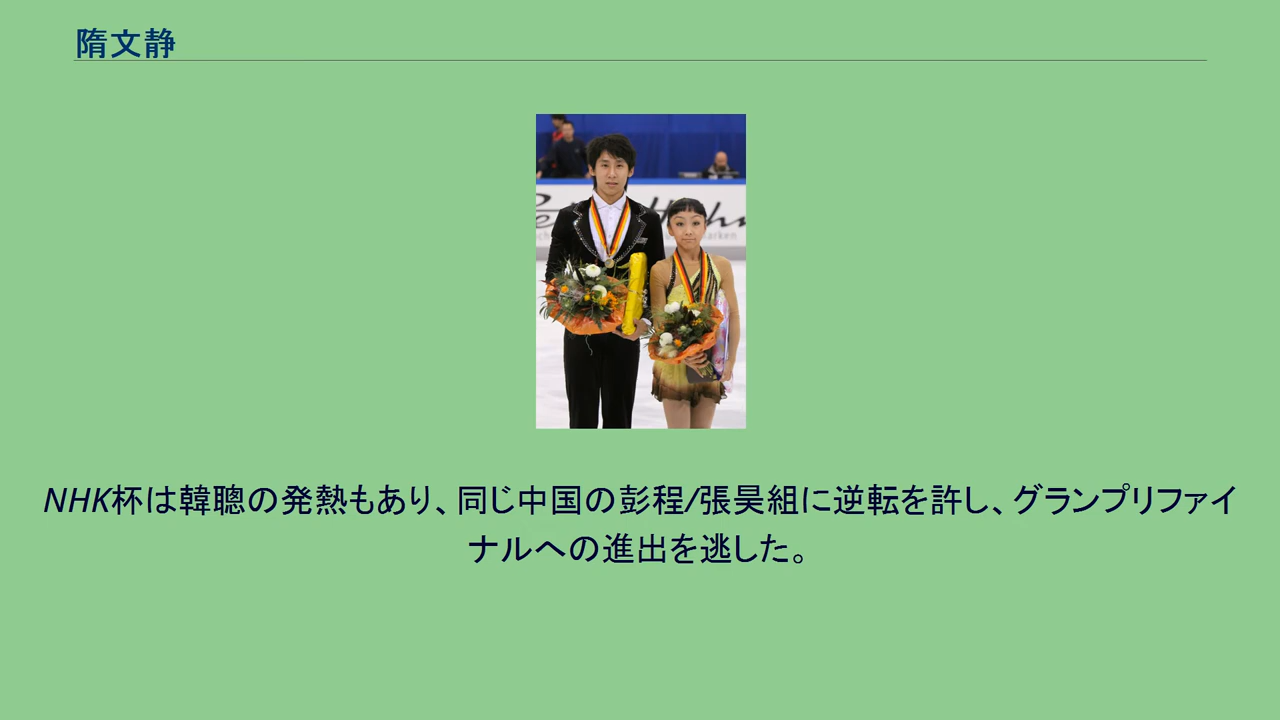 隋文静
NHK杯は韓聰の発熱もあり、同じ中国の彭程/張昊組に逆転を許し、グランプリファイ
ナルへの進出を逃した。